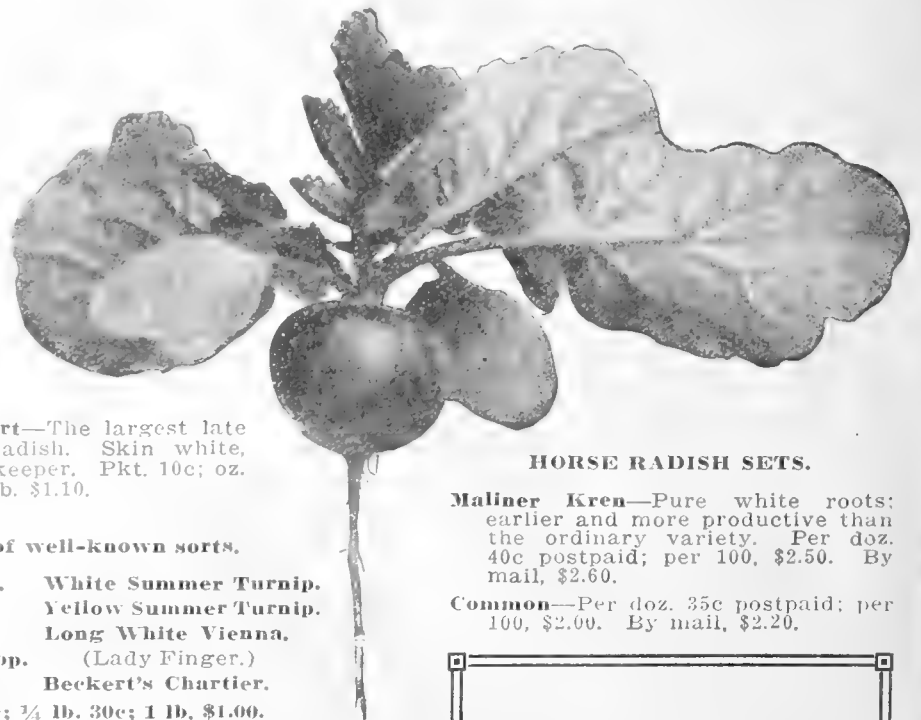 rt—The largest late
adish. Skin white,
keeper. Pkt. 10c; oz.
b. $1.10.
of well-known sorts.
White Summer Turnip.
Yellow Summer Turnip.
Long White Vienna.
op. (Lady Finger.)
Beckert's Chartier.
; ¼ lb. 30c; 1 lb, $1.00.
HORSE RADISH SETS.
Maliner Kren—Pure white roots;
earlier and more productive than
the ordinary variety. Per doz.
40c postpaid; per 100, $2.50. By
mail, $2.60.
Common—Per doz. 35c postpaid; per
100, $2.00. By mail, $2.20.